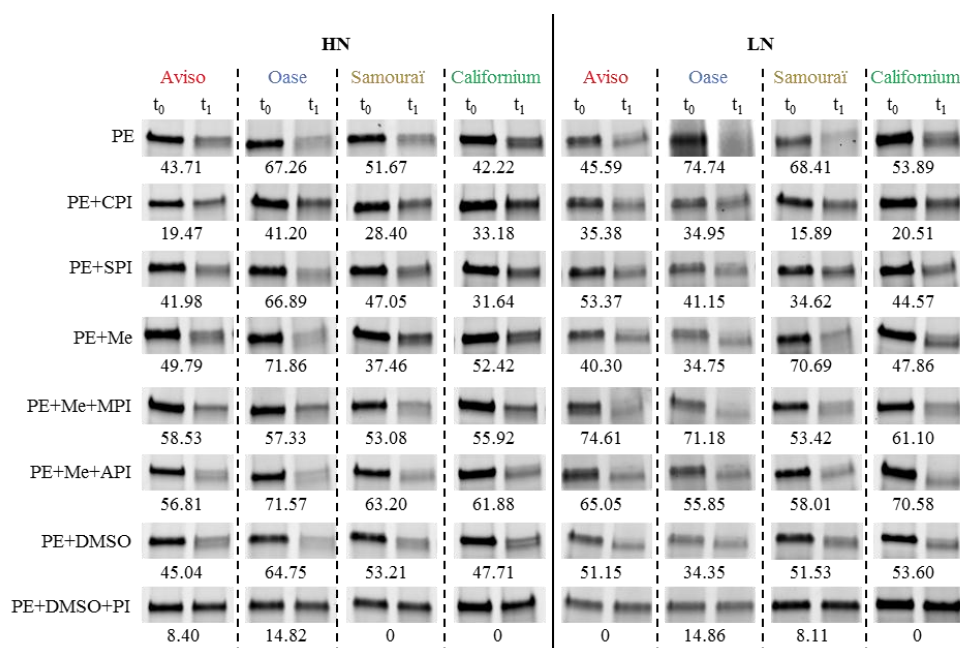 HN LN
Aviso Oase Samouraï Californium Aviso Oase Samouraï Californium
t0 t1 t0 t1 t0 t1 t0 t1 t0 t1 t0 t1 t0 t1 t0 t1
PE
43.71 67.26 51.67 42.22 45.59 74.74 68.41 53.89
PE+CPI
19.47 41.20 28.40 33.18 35.38 34.95 15.89 20.51
PE+SPI
41.98 66.89 47.05 31.64 53.37 41.15 34.62 44.57
PE+Me
49.79 71.86 37.46 52.42 40.30 34.75 70.69 47.86
PE+Me+MPI
58.53 57.33 53.08 55.92 74.61 71.18 53.42 61.10
PE+Me+API
56.81 71.57 63.20 61.88 65.05 55.85 58.01 70.58
PE+DMSO
45.04 64.75 53.21 47.71 51.15 34.35 51.53 53.60
PE+DMSO+PI
8.40 14.82 0 0 0 14.86 8.11 0